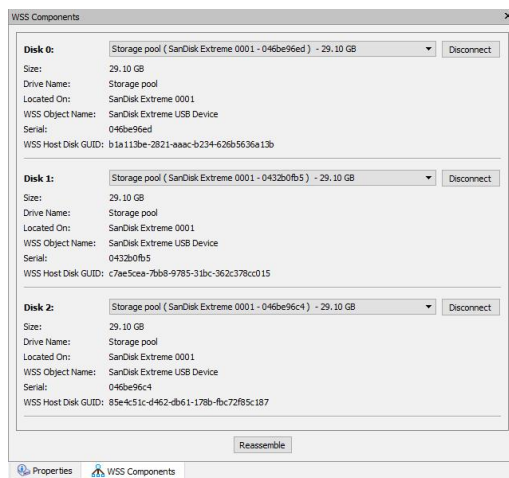 WSS Components
Disk 0: Storage pool ( SanDisk Extreme 0001 - 046be96ed ) - 29.10 GB Disconnect
Size: 29.10 GB
Drive Name: Storage pool
Located On: SanDisk Extreme 0001
WSS Object Name: SanDisk Extreme USB Device
Serial: 046be96ed
WSS Host Disk GUID: b1a113be-2821-aaac-b234-626b5636a13b
Disk 1: Storage pool ( SanDisk Extreme 0001 - 0432b0fb5 ) - 29.10 GB Disconnect
Size: 29.10 GB
Drive Name: Storage pool
Located On: SanDisk Extreme 0001
WSS Object Name: SanDisk Extreme USB Device
Serial: 0432b0fb5
WSS Host Disk GUID: c7ae5cea-7bb8-9785-31bc-362c378cc015
Disk 2: Storage pool ( SanDisk Extreme 0001 - 046be96c4 ) - 29.10 GB Disconnect
Size: 29.10 GB
Drive Name: Storage pool
Located On: SanDisk Extreme 0001
WSS Object Name: SanDisk Extreme USB Device
Serial: 046be96c4
WSS Host Disk GUID: 85e4c51c-d462-db61-178b-fbc72f85c187
Reassemble
Properties WSS Components